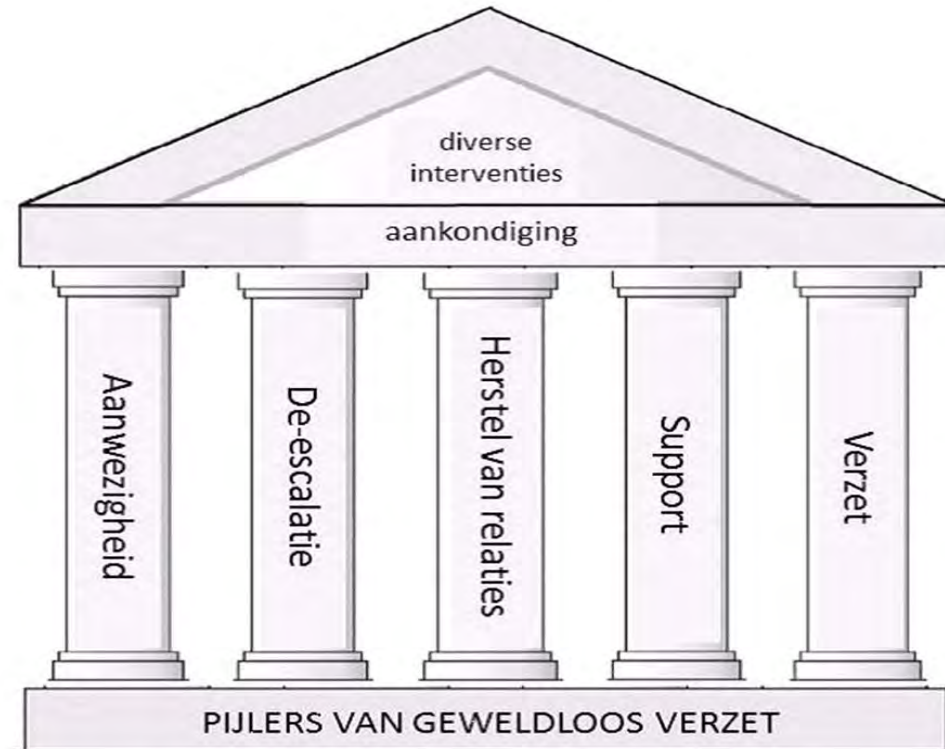 diverse
interventies
aankondiging
Aanwezigheid
De-escalatie
Herstel van relaties
Support
Verzet
PIJLERS VAN GEWELDLOOS VERZET